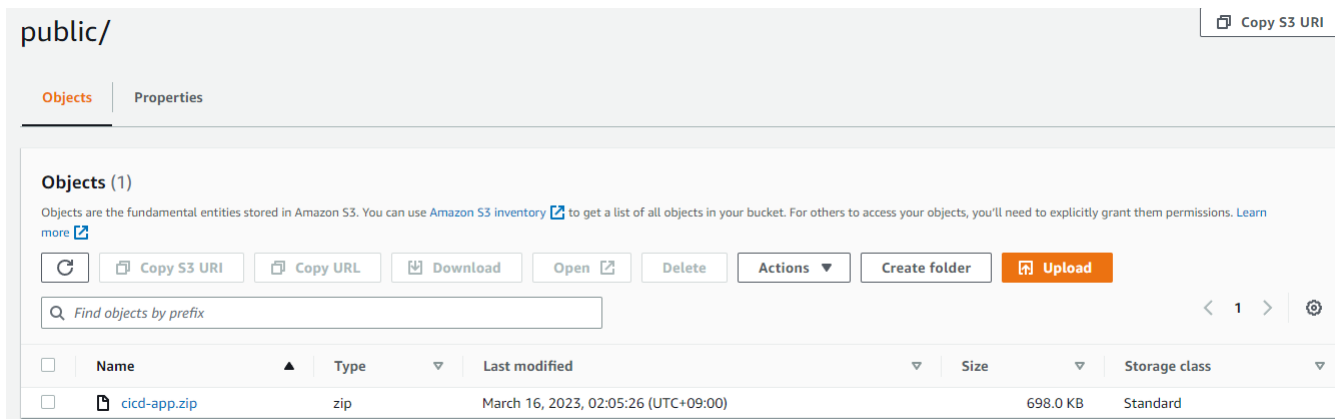 public/
Copy S3 URI
Objects
Properties
Objects (1)
Objects are the fundamental entities stored in Amazon S3. You can use Amazon S3 inventory to get a list of all objects in your bucket. For others to access your objects, you'll need to explicitly grant them permissions. Learn
more
Copy S3 URI Copy URL Download Open Delete Actions Create folder Upload
Find objects by prefix
1
Name Type Last modified Size Storage class
cicd-app.zip zip March 16, 2023, 02:05:26 (UTC+09:00) 698.0 KB Standard